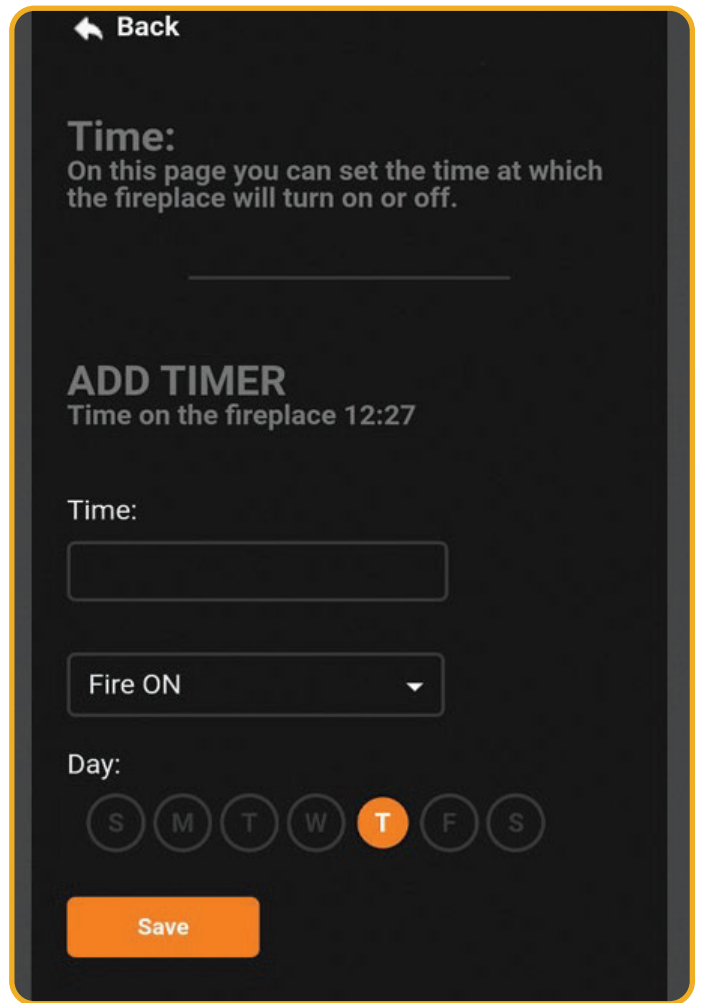 Back
Time:
On this page you can set the time at which
the fireplace will turn on or off.
ADD TIMER
Time on the fireplace 12:27
Time:
Fire ON
Day:
S M T W T F S
Save